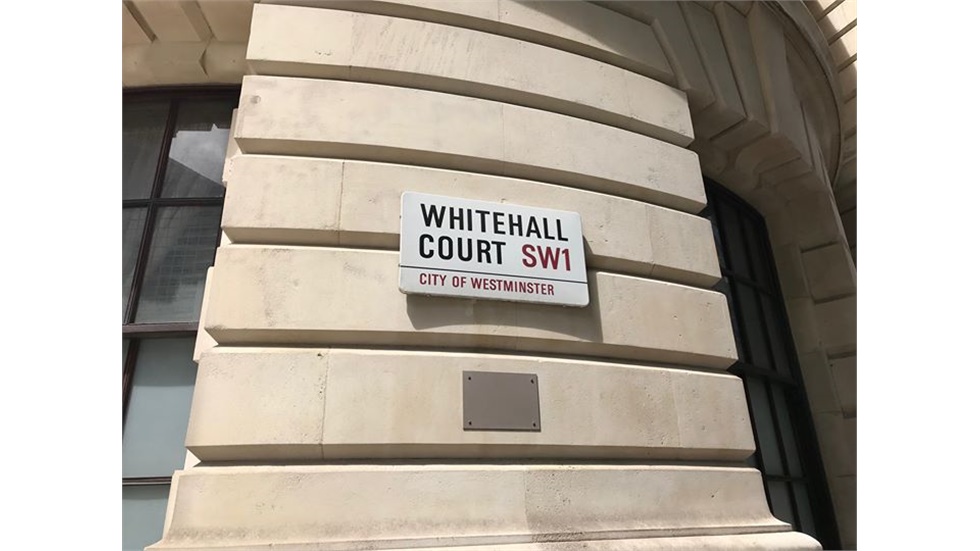 WHITEHALL
COURT SW1
CITY OF WESTMINSTER